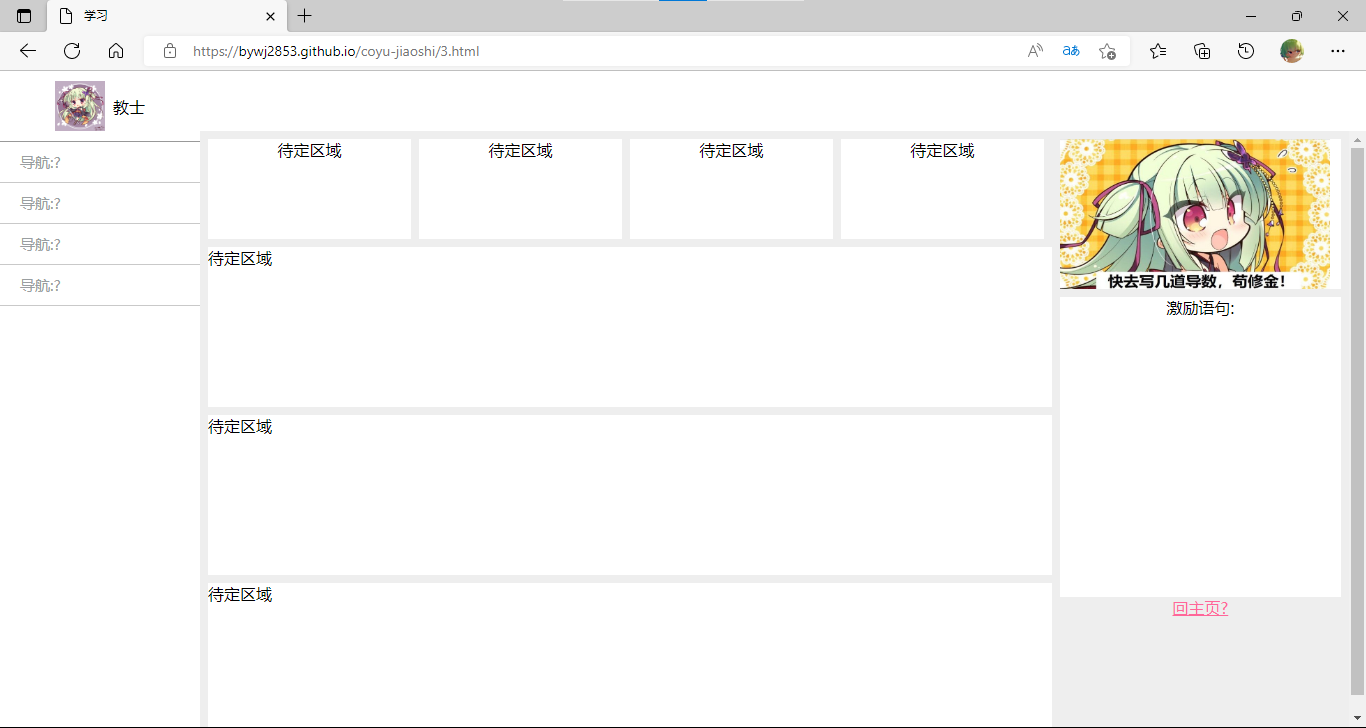 学习
https://bywj2853.github.io/coyu-jiaoshi/3.html
aあ
教士
导航:?
导航:?
导航:?
导航:?
待定区域
待定区域
待定区域
待定区域
待定区域
待定区域
待定区域
快去写几道导数，苟修金！
激励语句:
回主页?